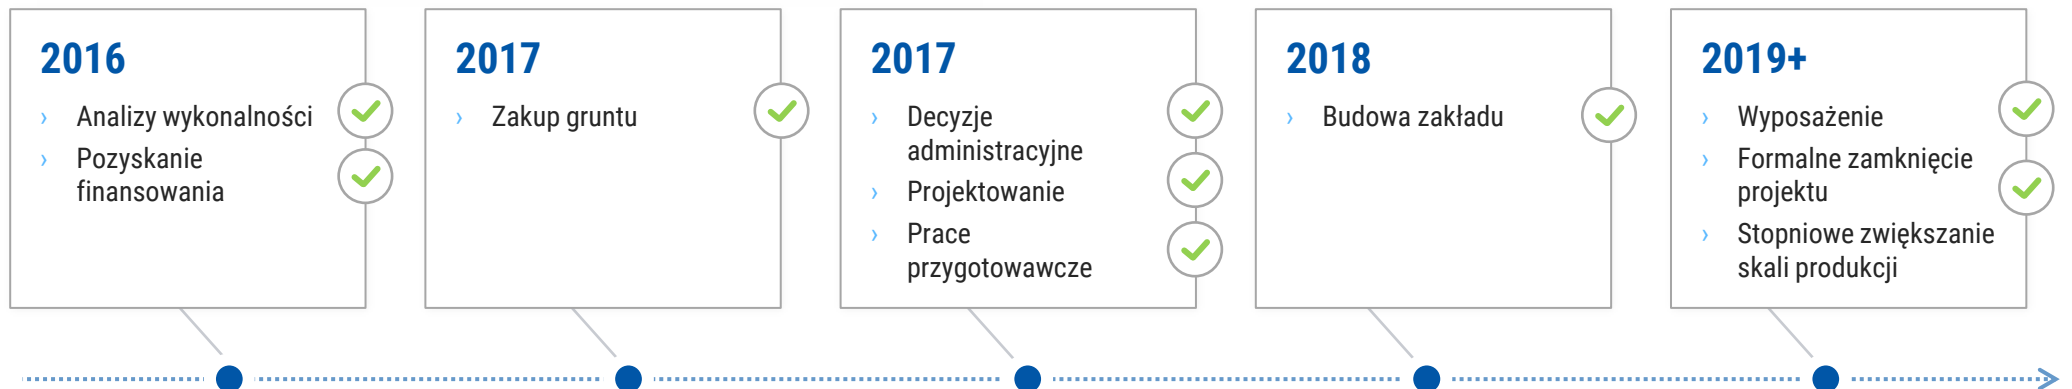 2016
› Analizy wykonalności
› Pozyskanie
finansowania
2017
› Zakup gruntu
2017
› Decyzje
administracyjne
› Projektowanie
› Prace
przygotowawcze
2018
› Budowa zakładu
2019+
› Wyposażenie
› Formalne zamknięcie
projektu
› Stopniowe zwiększanie
skali produkcji